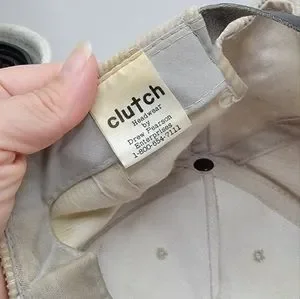 clutch
Headwear
by
Drew Pearson
Enterprises
1-800-654-7111